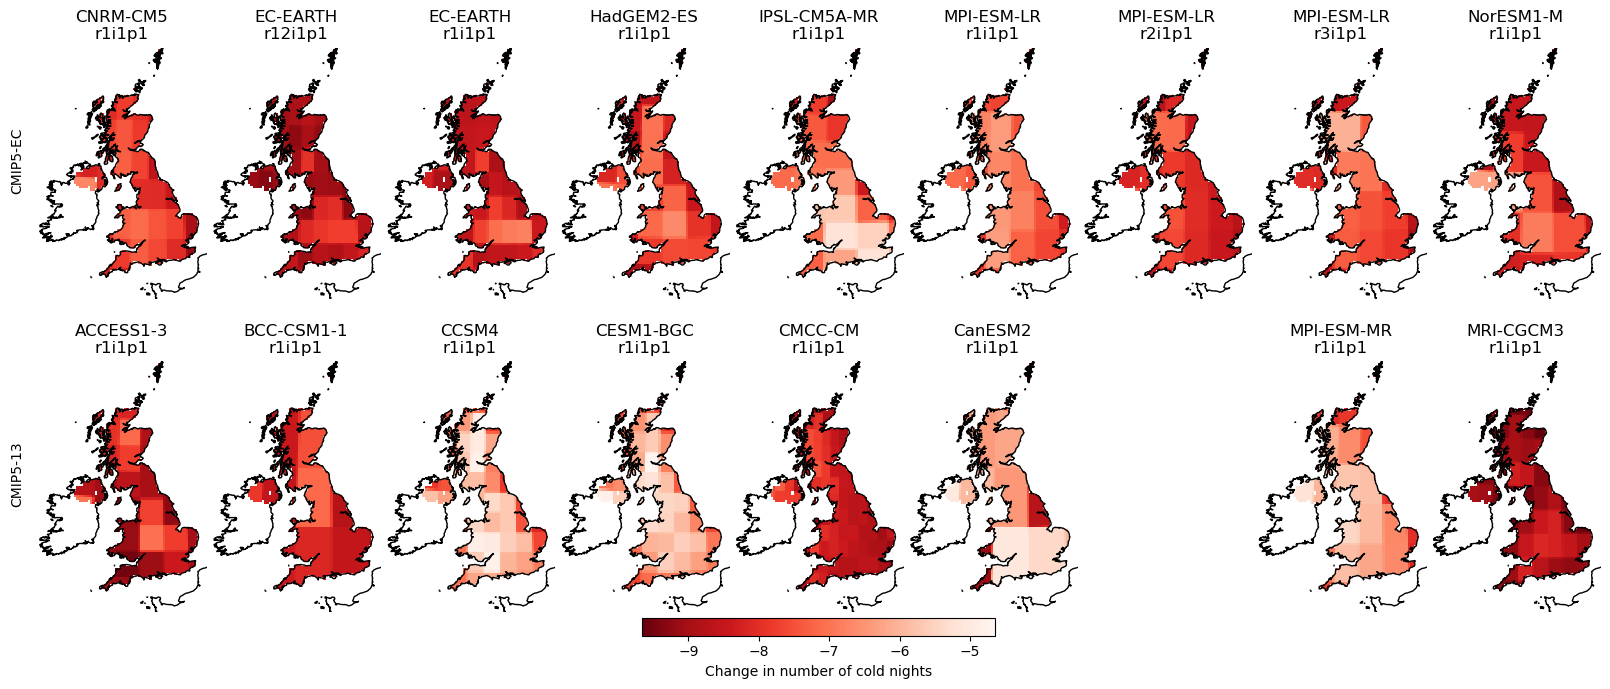 CNRM-CM5
r1i1p1
EC-EARTH
r12i1p1
EC-EARTH
r1i1p1
HadGEM2-ES
r1i1p1
IPSL-CM5A-MR
r1i1p1
MPI-ESM-LR
r1i1p1
MPI-ESM-LR
r2i1p1
MPI-ESM-LR
r3i1p1
NorESM1-M
r1i1p1
CMIP5-EC
ACCESS1-3
r1i1p1
BCC-CSM1-1
r1i1p1
CCSM4
r1i1p1
CESM1-BGC
r1i1p1
CMCC-CM
r1i1p1
CanESM2
r1i1p1
MPI-ESM-MR
r1i1p1
MRI-CGCM3
r1i1p1
CMIP5-13
−9 −8 −7 −6 −5
Change in number of cold nights